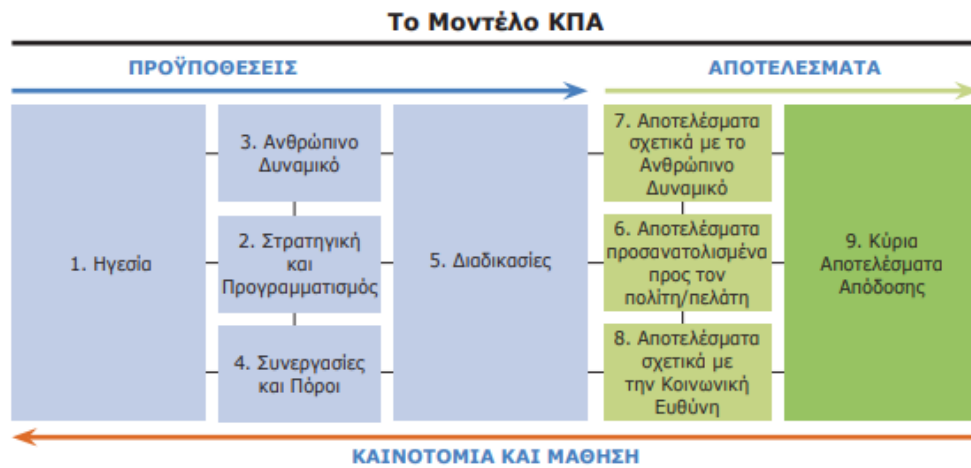 Το Μοντέλο ΚΠΑ
ΠΡΟΫΠΟΘΕΣΕΙΣ
ΑΠΟΤΕΛΕΣΜΑΤΑ
1. Ηγεσία
3. Ανθρώπινο
Δυναμικό
2. Στρατηγική
και
Προγραμματισμός
4. Συνεργασίες
και Πόροι
5. Διαδικασίες
7. Αποτελέσματα
σχετικά με το
Ανθρώπινο
Δυναμικό
6. Αποτελέσματα
προσανατολισμένα
προς τον
πολίτη/πελάτη
8. Αποτελέσματα
σχετικά με
την Κοινωνική
Ευθύνη
9. Κύρια
Αποτελέσματα
Απόδοσης
ΚΑΙΝΟΤΟΜΙΑ ΚΑΙ ΜΑΘΗΣΗ